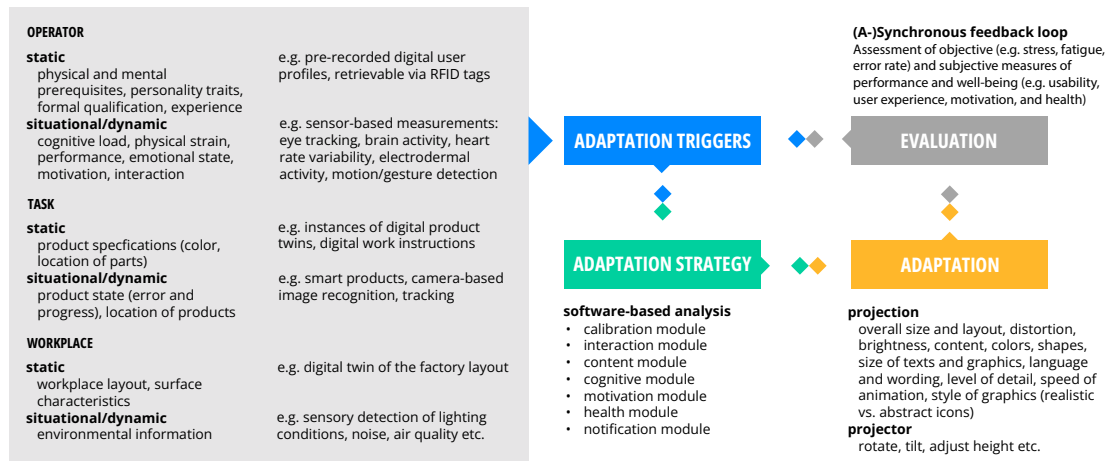 OPERATOR
static
physical and mental
prerequisites, personality traits,
formal qualification, experience
e.g. pre-recorded digital user
profiles, retrievable via RFID tags
situational/dynamic
cognitive load, physical strain,
performance, emotional state,
motivation, interaction
e.g. sensor-based measurements:
eye tracking, brain activity, heart
rate variability, electrodermal
activity, motion/gesture detection
TASK
static
product specfications (color,
location of parts)
e.g. instances of digital product
twins, digital work instructions
situational/dynamic
product state (error and
progress), location of products
e.g. smart products, camera-based
image recognition, tracking
WORKPLACE
static
workplace layout, surface
characteristics
e.g. digital twin of the factory layout
situational/dynamic
environmental information
e.g. sensory detection of lighting
conditions, noise, air quality etc.
ADAPTATION TRIGGERS
ADAPTATION STRATEGY
software-based analysis
• calibration module
• interaction module
• content module
• cognitive module
• motivation module
• health module
• notification module
(A-)Synchronous feedback loop
Assessment of objective (e.g. stress, fatigue,
error rate) and subjective measures of
performance and well-being (e.g. usability,
user experience, motivation, and health)
EVALUATION
ADAPTATION
projection
overall size and layout, distortion,
brightness, content, colors, shapes,
size of texts and graphics, language
and wording, level of detail, speed of
animation, style of graphics (realistic
vs. abstract icons)
projector
rotate, tilt, adjust height etc.